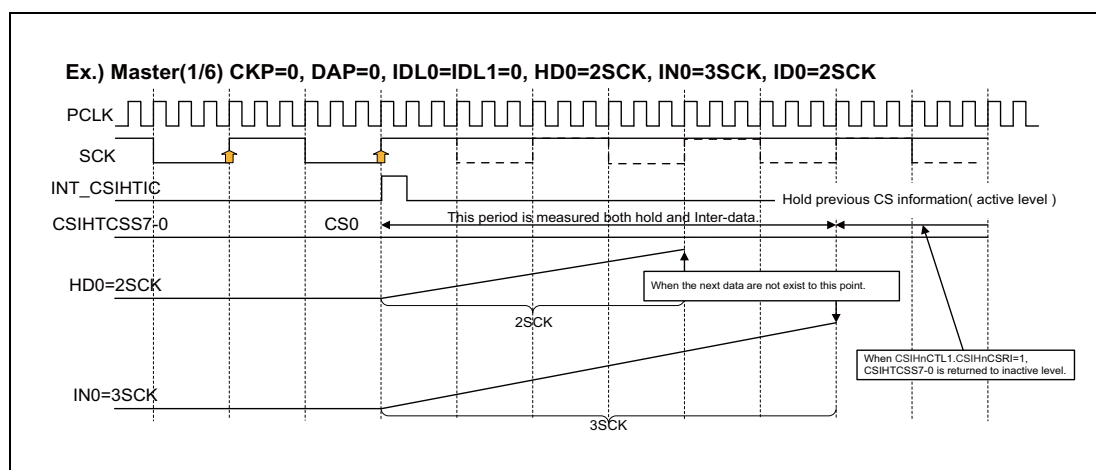 Ex.) Master(1/6) CKP=0, DAP=0, IDL0=IDL1=0, HD0=2SCK, IN0=3SCK, ID0=2SCK
PCLK
SCK
INT_CSIHTIC
Hold previous CS information( active level )
CSIHTCSS7-0
CS0
This period is measured both hold and Inter-data.
HD0=2SCK
When the next data are not exist to this point.
2SCK
When CSIHnCTL1.CSIHnCSRI=1,
CSIHTCSS7-0 is returned to inactive level.
IN0=3SCK
3SCK